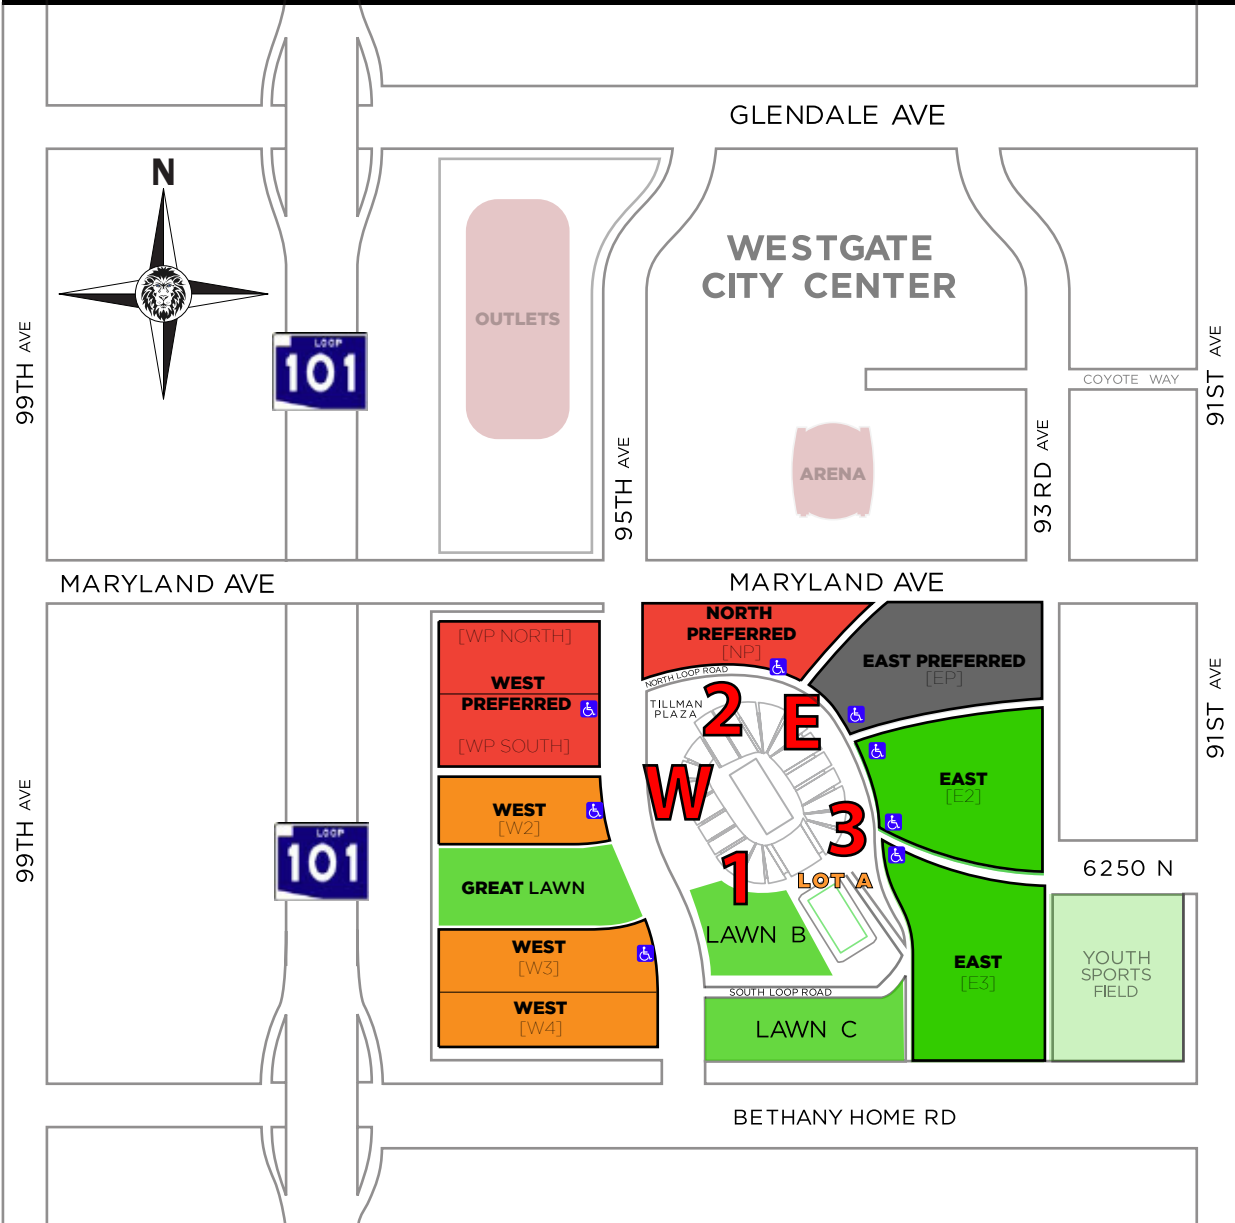 GLENDALE AVE
N
WESTGATE
CITY CENTER
OUTLETS
LOOP
101
99TH AVE
91ST AVE
COYOTE WAY
ARENA
95TH AVE
93RD AVE
MARYLAND AVE
MARYLAND AVE
[WP NORTH]
WEST
PREFERRED
[WP SOUTH]
NORTH
PREFERRED
[NP]
NORTH LOOP ROAD
EAST PREFERRED
[EP]
TILLMAN
PLAZA
2
E
W
3
1
91ST AVE
99TH AVE
EAST
[E2]
WEST
[W2]
LOOP
101
GREAT LAWN
LOT A
6250 N
LAWN B
WEST
[W3]
WEST
[W4]
EAST
[E3]
YOUTH
SPORTS
FIELD
SOUTH LOOP ROAD
LAWN C
BETHANY HOME RD